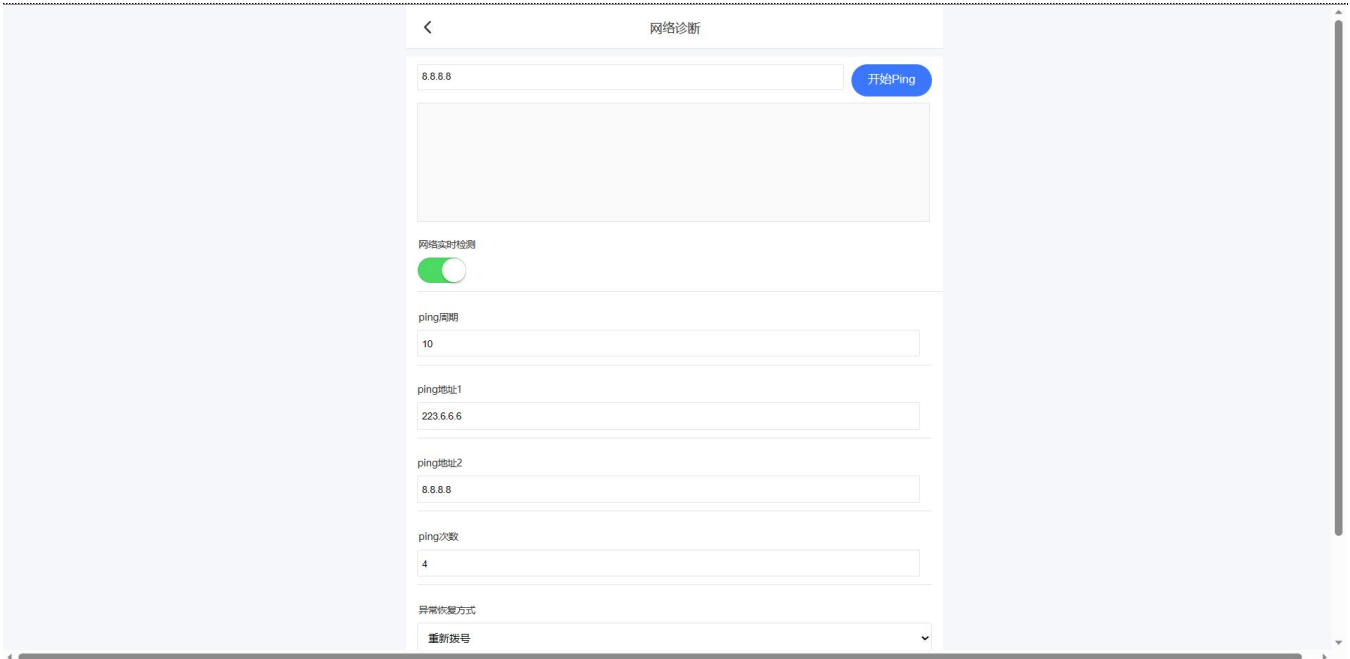 网络诊断
8.8.8.8
开始Ping
网络实时检测
ping周期
10
ping地址1
223.6.6.6
ping地址2
8.8.8.8
ping次数
4
异常恢复方式
重新拨号